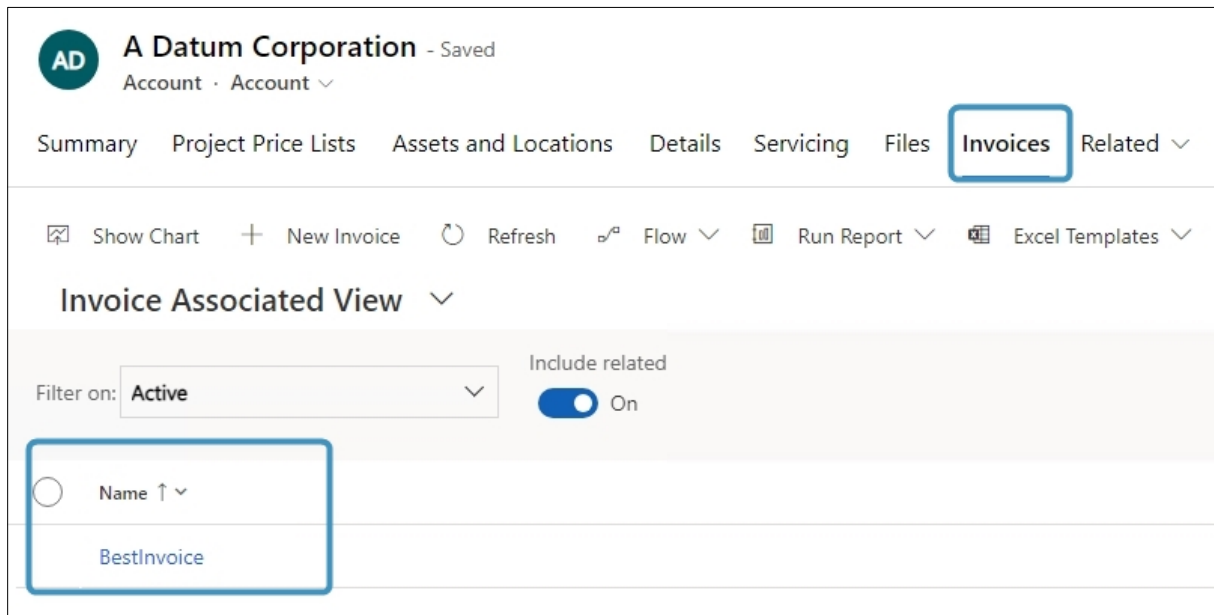 AD
A Datum Corporation - Saved
Account · Account
Summary Project Price Lists Assets and Locations Details Servicing Files Invoices Related
Show Chart New Invoice Refresh Flow Run Report Excel Templates
Invoice Associated View
Include related
Filter on: Active On
Name ↑
BestInvoice